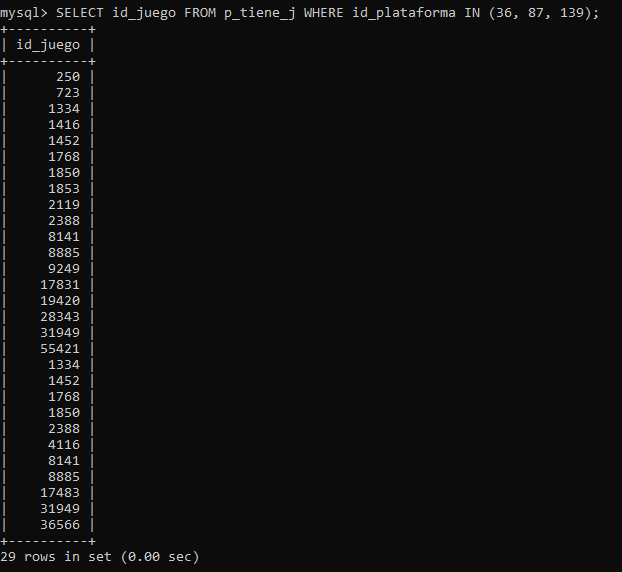 mysql> SELECT id_juego FROM p_tiene_j WHERE id_plataforma IN (36, 87, 139);
+----------+
| id_juego |
+----------+
|      250 |
|      723 |
|     1334 |
|     1416 |
|     1452 |
|     1768 |
|     1850 |
|     1853 |
|     2119 |
|     2388 |
|     8141 |
|     8885 |
|     9249 |
|    17831 |
|    19420 |
|    28343 |
|    31949 |
|    55421 |
|     1334 |
|     1452 |
|     1768 |
|     1850 |
|     2388 |
|     4116 |
|     8141 |
|     8885 |
|    17483 |
|    31949 |
|    36566 |
+----------+
29 rows in set (0.00 sec)